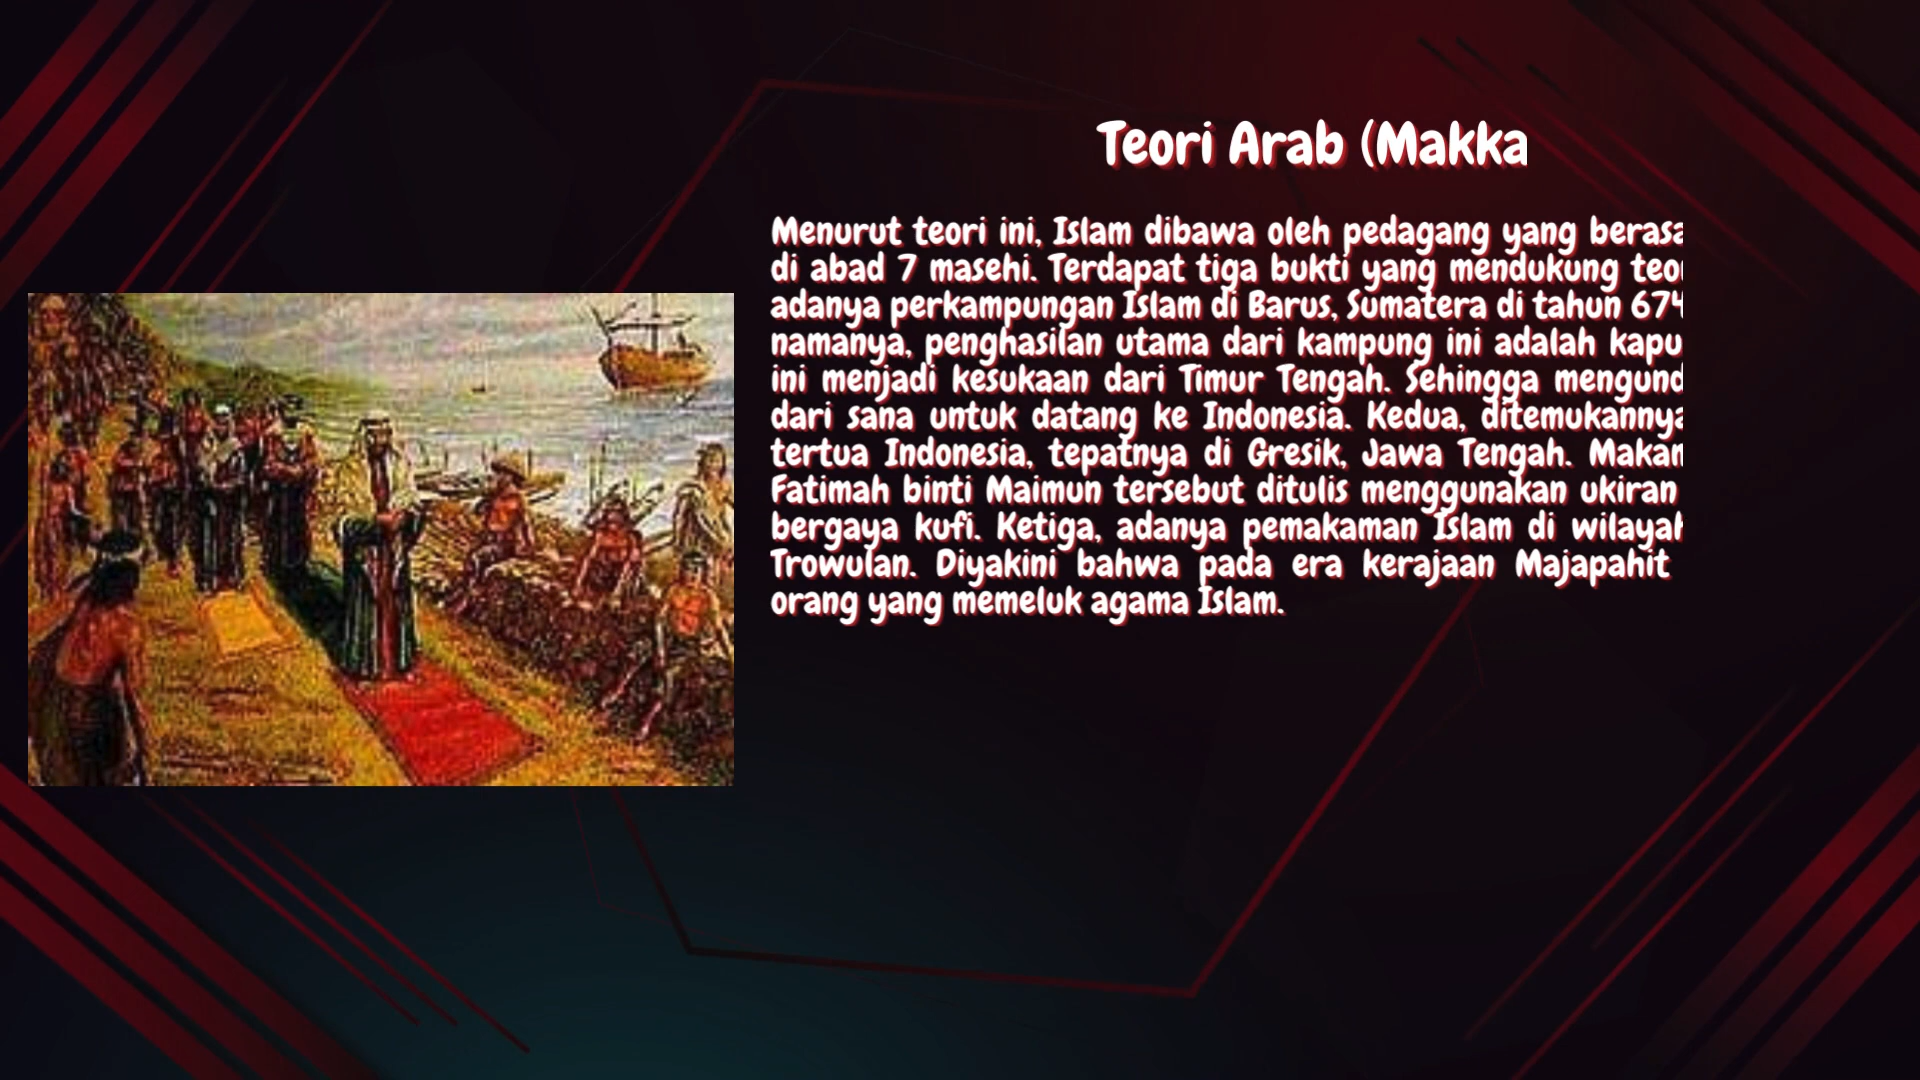 Teori Arab (Makka
Menurut teori ini, Islam dibawa oleh pedagang yang berasa
di abad 7 masehi. Terdapat tiga bukti yang mendukung teor
adanya perkampungan Islam di Barus, Sumatera di tahun 674
namanya, penghasilan utama dari kampung ini adalah kapu
ini menjadi kesukaan dari Timur Tengah. Sehingga mengund
dari sana untuk datang ke Indonesia. Kedua, ditemukannya
tertua Indonesia, tepatnya di Gresik, Jawa Tengah. Makam
Fatimah binti Maimun tersebut ditulis menggunakan ukiran
bergaya kufi. Ketiga, adanya pemakaman Islam di wilayah
Trowulan. Diyakini bahwa pada era kerajaan Majapahit
orang yang memeluk agama Islam.